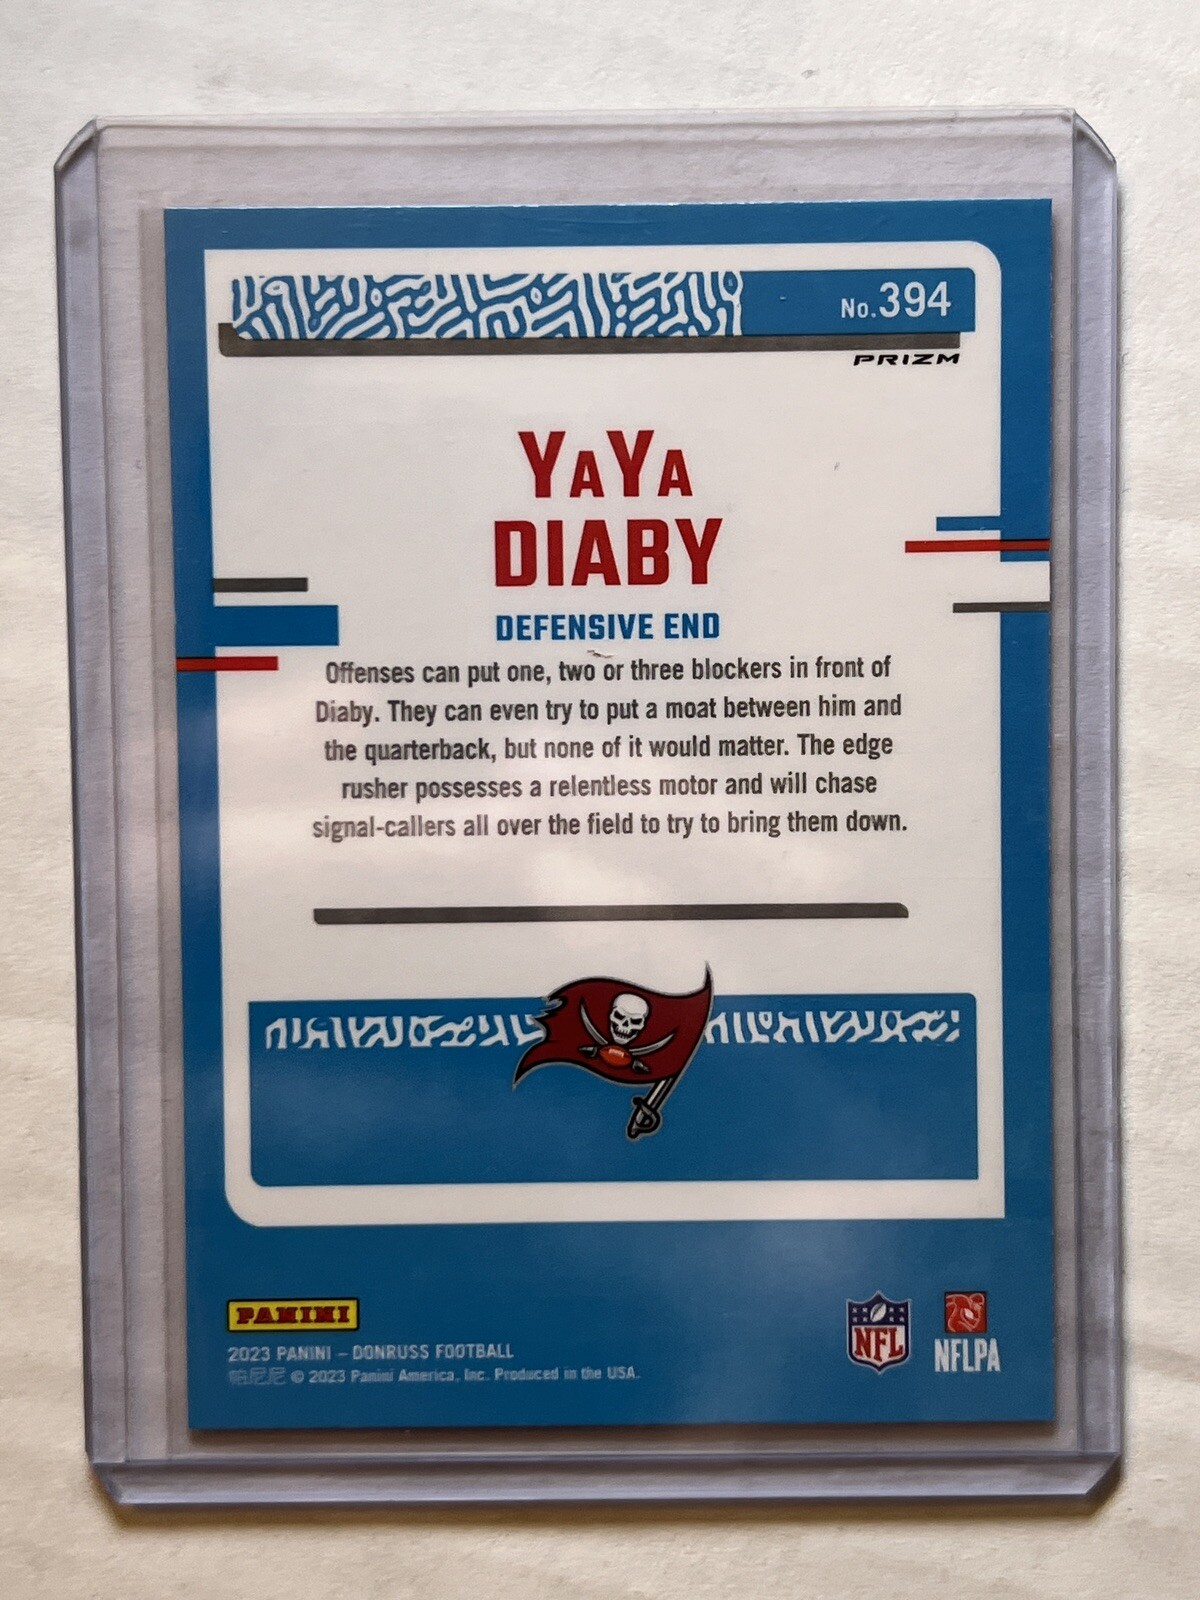 No.394
PRIZM
YAYA
DIABY
DEFENSIVE END
Offenses can put one, two or three blockers in front of
Diaby. They can even try to put a moat between him and
the quarterback, but none of it would matter. The edge
rusher possesses a relentless motor and will chase
signal-callers all over the field to try to bring them down.
PANINI
2023 PANINI – DONRUSS FOOTBALL
帕尼尼 © 2023 Panini America, Inc. Produced in the USA.
NFL
NFLPA